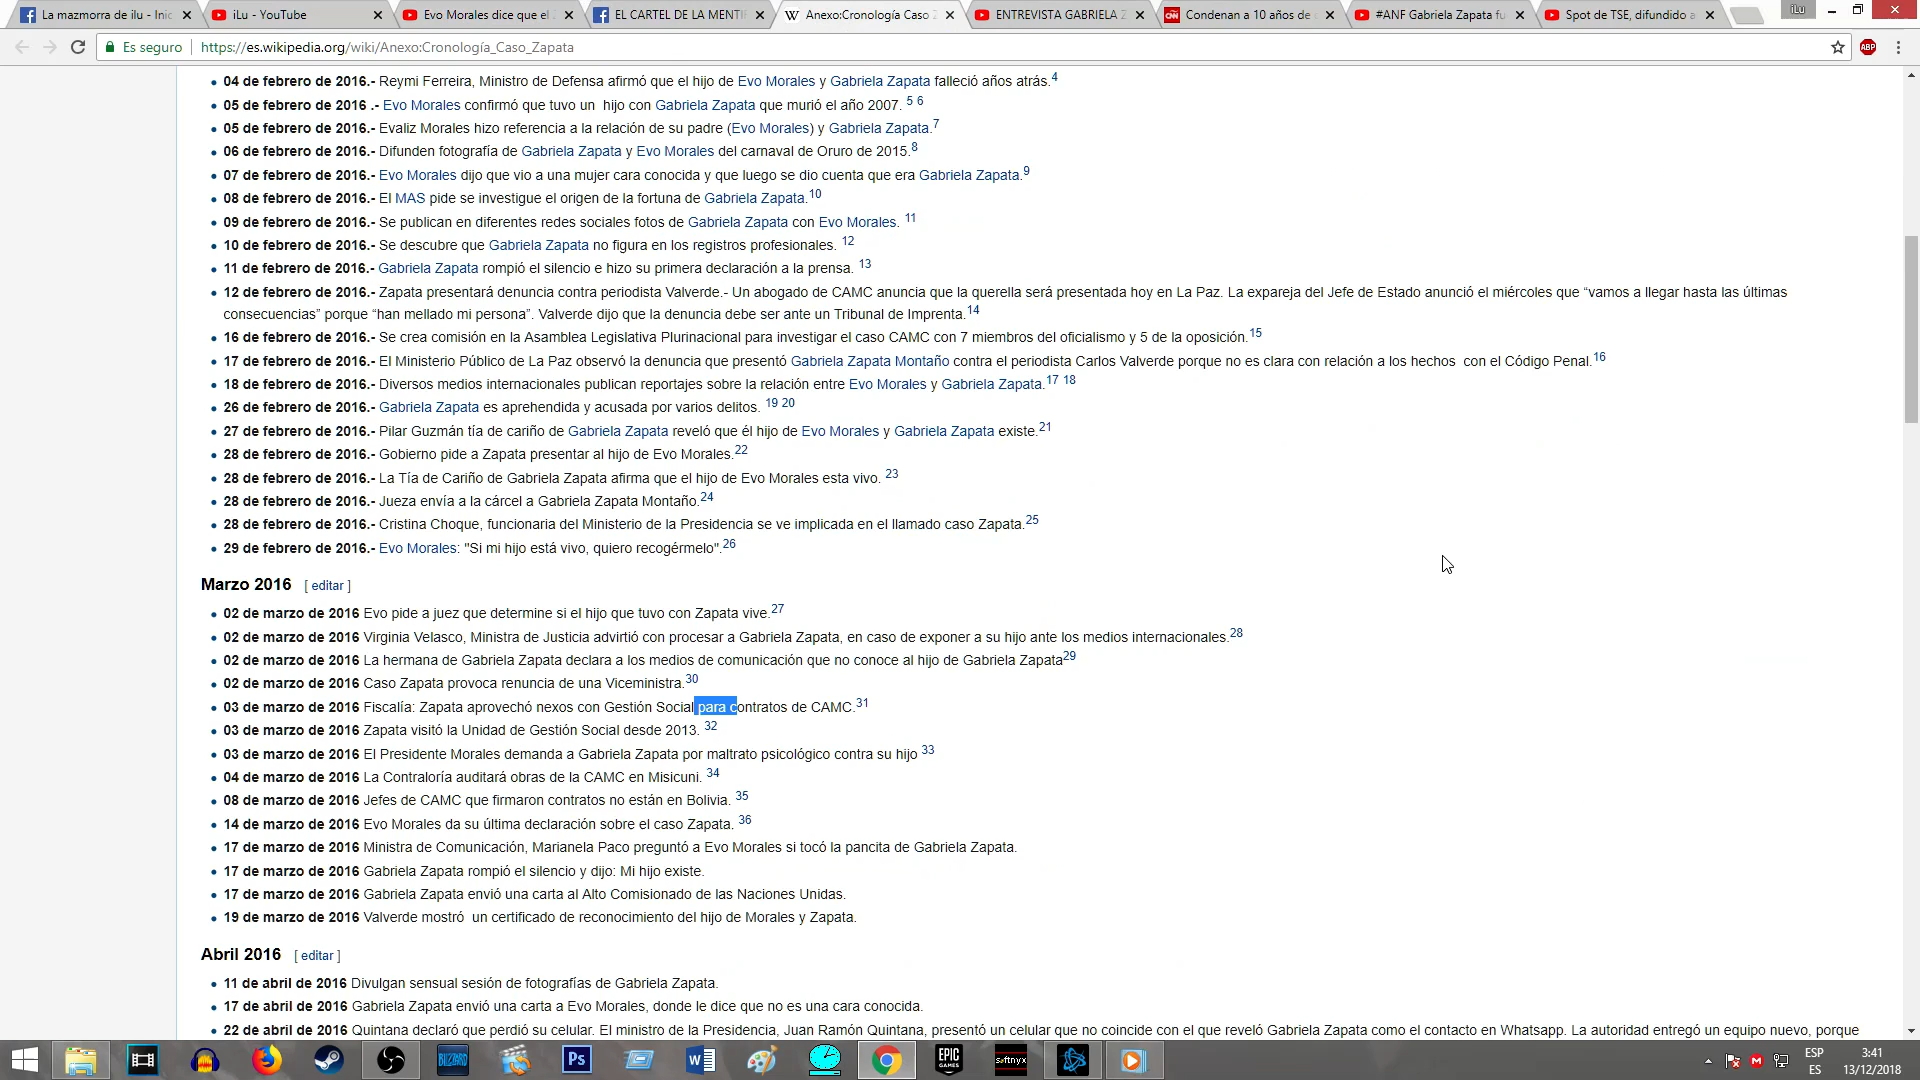 La mazmorra de ilu - Inic
iLu - YouTube
Evo Morales dice que el
EL CARTEL DE LA MENTI
Anexo:Cronología Caso Z
ENTREVISTA GABRIELA Z
Condenan a 10 años de
#ANF Gabriela Zapata fu
Spot de TSE, difundido a
iLu
Es seguro | https://es.wikipedia.org/wiki/Anexo:Cronología_Caso_Zapata
ABP
04 de febrero de 2016.- Reymi Ferreira, Ministro de Defensa afirmó que el hijo de Evo Morales y Gabriela Zapata falleció años atrás.4
05 de febrero de 2016 .- Evo Morales confirmó que tuvo un hijo con Gabriela Zapata que murió el año 2007. 5 6
05 de febrero de 2016.- Evaliz Morales hizo referencia a la relación de su padre (Evo Morales) y Gabriela Zapata.7
06 de febrero de 2016.- Difunden fotografía de Gabriela Zapata y Evo Morales del carnaval de Oruro de 2015.8
07 de febrero de 2016.- Evo Morales dijo que vio a una mujer cara conocida y que luego se dio cuenta que era Gabriela Zapata.9
08 de febrero de 2016.- El MAS pide se investigue el origen de la fortuna de Gabriela Zapata.10
09 de febrero de 2016.- Se publican en diferentes redes sociales fotos de Gabriela Zapata con Evo Morales. 11
10 de febrero de 2016.- Se descubre que Gabriela Zapata no figura en los registros profesionales. 12
11 de febrero de 2016.- Gabriela Zapata rompió el silencio e hizo su primera declaración a la prensa. 13
12 de febrero de 2016.- Zapata presentará denuncia contra periodista Valverde.- Un abogado de CAMC anuncia que la querella será presentada hoy en La Paz. La expareja del Jefe de Estado anunció el miércoles que “vamos a llegar hasta las últimas
consecuencias” porque “han mellado mi persona”. Valverde dijo que la denuncia debe ser ante un Tribunal de Imprenta.14
16 de febrero de 2016.- Se crea comisión en la Asamblea Legislativa Plurinacional para investigar el caso CAMC con 7 miembros del oficialismo y 5 de la oposición.15
17 de febrero de 2016.- El Ministerio Público de La Paz observó la denuncia que presentó Gabriela Zapata Montaño contra el periodista Carlos Valverde porque no es clara con relación a los hechos con el Código Penal.16
18 de febrero de 2016.- Diversos medios internacionales publican reportajes sobre la relación entre Evo Morales y Gabriela Zapata.17 18
26 de febrero de 2016.- Gabriela Zapata es aprehendida y acusada por varios delitos. 19 20
27 de febrero de 2016.- Pilar Guzmán tía de cariño de Gabriela Zapata reveló que él hijo de Evo Morales y Gabriela Zapata existe.21
28 de febrero de 2016.- Gobierno pide a Zapata presentar al hijo de Evo Morales.22
28 de febrero de 2016.- La Tía de Cariño de Gabriela Zapata afirma que el hijo de Evo Morales esta vivo. 23
28 de febrero de 2016.- Jueza envía a la cárcel a Gabriela Zapata Montaño.24
28 de febrero de 2016.- Cristina Choque, funcionaria del Ministerio de la Presidencia se ve implicada en el llamado caso Zapata.25
29 de febrero de 2016.- Evo Morales: "Si mi hijo está vivo, quiero recogérmelo".26
Marzo 2016 [ editar ]
02 de marzo de 2016 Evo pide a juez que determine si el hijo que tuvo con Zapata vive.27
02 de marzo de 2016 Virginia Velasco, Ministra de Justicia advirtió con procesar a Gabriela Zapata, en caso de exponer a su hijo ante los medios internacionales.28
02 de marzo de 2016 La hermana de Gabriela Zapata declara a los medios de comunicación que no conoce al hijo de Gabriela Zapata29
02 de marzo de 2016 Caso Zapata provoca renuncia de una Viceministra.30
03 de marzo de 2016 Fiscalía: Zapata aprovechó nexos con Gestión Social para contratos de CAMC.31
03 de marzo de 2016 Zapata visitó la Unidad de Gestión Social desde 2013. 32
03 de marzo de 2016 El Presidente Morales demanda a Gabriela Zapata por maltrato psicológico contra su hijo 33
04 de marzo de 2016 La Contraloría auditará obras de la CAMC en Misicuni. 34
08 de marzo de 2016 Jefes de CAMC que firmaron contratos no están en Bolivia. 35
14 de marzo de 2016 Evo Morales da su última declaración sobre el caso Zapata. 36
17 de marzo de 2016 Ministra de Comunicación, Marianela Paco preguntó a Evo Morales si tocó la pancita de Gabriela Zapata.
17 de marzo de 2016 Gabriela Zapata rompió el silencio y dijo: Mi hijo existe.
17 de marzo de 2016 Gabriela Zapata envió una carta al Alto Comisionado de las Naciones Unidas.
19 de marzo de 2016 Valverde mostró un certificado de reconocimiento del hijo de Morales y Zapata.
Abril 2016 [ editar ]
11 de abril de 2016 Divulgan sensual sesión de fotografías de Gabriela Zapata.
17 de abril de 2016 Gabriela Zapata envió una carta a Evo Morales, donde le dice que no es una cara conocida.
22 de abril de 2016 Quintana declaró que perdió su celular. El ministro de la Presidencia, Juan Ramón Quintana, presentó un celular que no coincide con el que reveló Gabriela Zapata como el contacto en Whatsapp. La autoridad entregó un equipo nuevo, porque
BLIZZARD
Ps
W
EPIC GAMES
softnyx
ESP
ES
3:41
13/12/2018